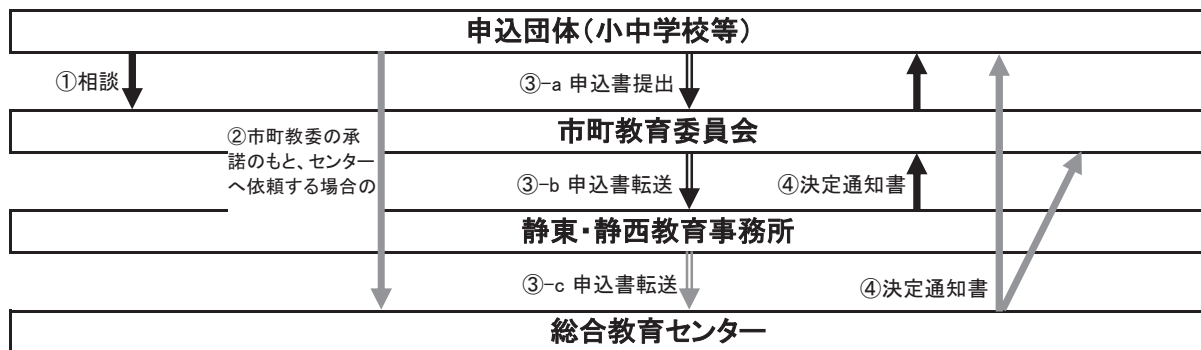 申込団体（小中学校等）
①相談
③-a 申込書提出
市町教育委員会
②市町教委の承
諾のもと、センター
へ依頼する場合の
③-b 申込書転送
④決定通知書
静東・静西教育事務所
③-c 申込書転送
④決定通知書
総合教育センター